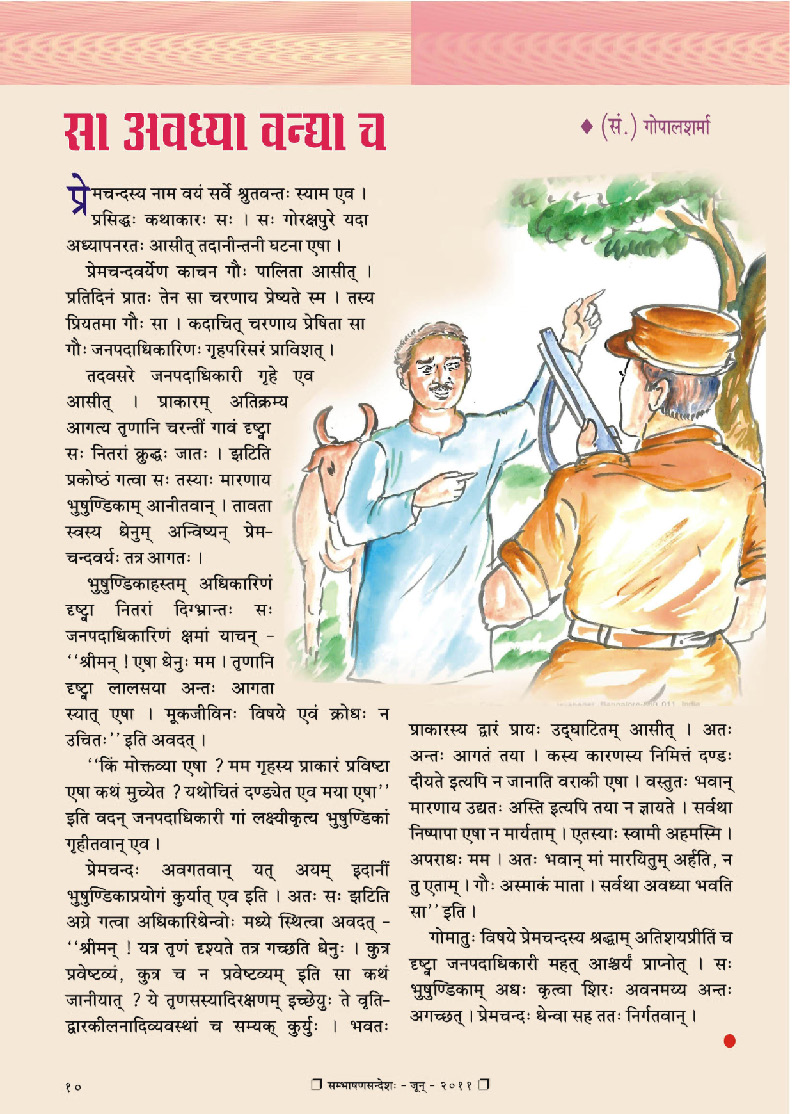 सा अवध्या वन्द्या च
♦ (सं.) गोपालशर्मा
प्रेमचन्दस्य नाम वयं सर्वे श्रुतवन्तः स्याम एव ।
प्रसिद्धः कथाकारः सः । सः गोरक्षपुरे यदा
अध्यापनरतः आसीत् तदानीन्तनी घटना एषा ।
प्रेमचन्दवर्येण काचन गौः पालिता आसीत् ।
प्रतिदिनं प्रातः तेन सा चरणाय प्रेष्यते स्म । तस्य
प्रियतमा गौः सा । कदाचित् चरणाय प्रेषिता सा
गौः जनपदाधिकारिणः गृहपरिसरं प्राविशत् ।
तदवसरे जनपदाधिकारी गृहे एव
आसीत् । प्राकारम् अतिक्रम्य
आगत्य तृणानि चरन्तीं गावं दृष्ट्वा
सः नितरां क्रुद्धः जातः । झटिति
प्रकोष्ठं गत्वा सः तस्याः मारणाय
भुषुण्डिकाम् आनीतवान् । तावता
स्वस्य धेनुम् अन्विष्यन् प्रेम-
चन्दवर्यः तत्र आगतः ।
भुषुण्डिकाहस्तम् अधिकारिणं
दृष्ट्वा नितरां दिग्भ्रान्तः सः
जनपदाधिकारिणं क्षमां याचन् -
‘‘श्रीमन् ! एषा धेनुः मम । तृणानि
दृष्ट्वा लालसया अन्तः आगता
स्यात् एषा । मूकजीविनः विषये एवं क्रोधः न
उचितः’’ इति अवदत् ।
‘‘किं मोक्तव्या एषा ? मम गृहस्य प्राकारं प्रविष्टा
एषा कथं मुच्येत ? यथोचितं दण्ड्येत एव मया एषा’’
इति वदन् जनपदाधिकारी गां लक्ष्यीकृत्य भुषुण्डिकां
गृहीतवान् एव ।
प्रेमचन्दः अवगतवान् यत् अयम् इदानीं
भुषुण्डिकाप्रयोगं कुर्यात् एव इति । अतः सः झटिति
अग्रे गत्वा अधिकारिधेन्वोः मध्ये स्थित्वा अवदत् -
‘‘श्रीमन् ! यत्र तृणं दृश्यते तत्र गच्छति धेनुः । कुत्र
प्रवेष्टव्यं, कुत्र च न प्रवेष्टव्यम् इति सा कथं
जानीयात् ? ये तृणसस्यादिरक्षणम् इच्छेयुः ते वृति-
द्वारकीलनादिव्यवस्थां च सम्यक् कुर्युः । भवतः
प्राकारस्य द्वारं प्रायः उद्घाटितम् आसीत् । अतः
अन्तः आगतं तया । कस्य कारणस्य निमित्तं दण्डः
दीयते इत्यपि न जानाति वराकी एषा । वस्तुतः भवान्
मारणाय उद्यतः अस्ति इत्यपि तया न ज्ञायते । सर्वथा
निष्पापा एषा न मार्यताम् । एतस्याः स्वामी अहमस्मि ।
अपराधः मम । अतः भवान् मां मारयितुम् अर्हति, न
तु एताम् । गौः अस्माकं माता । सर्वथा अवध्या भवति
सा’’ इति ।
गोमातुः विषये प्रेमचन्दस्य श्रद्धाम् अतिशयप्रीतिं च
दृष्ट्वा जनपदाधिकारी महत् आश्चर्यं प्राप्नोत् । सः
भुषुण्डिकाम् अधः कृत्वा शिरः अवनमय्य अन्तः
अगच्छत् । प्रेमचन्दः धेन्वा सह ततः निर्गतवान् ।
१०
❐ सम्भाषणसन्देशः - जून् - २०११ ❐